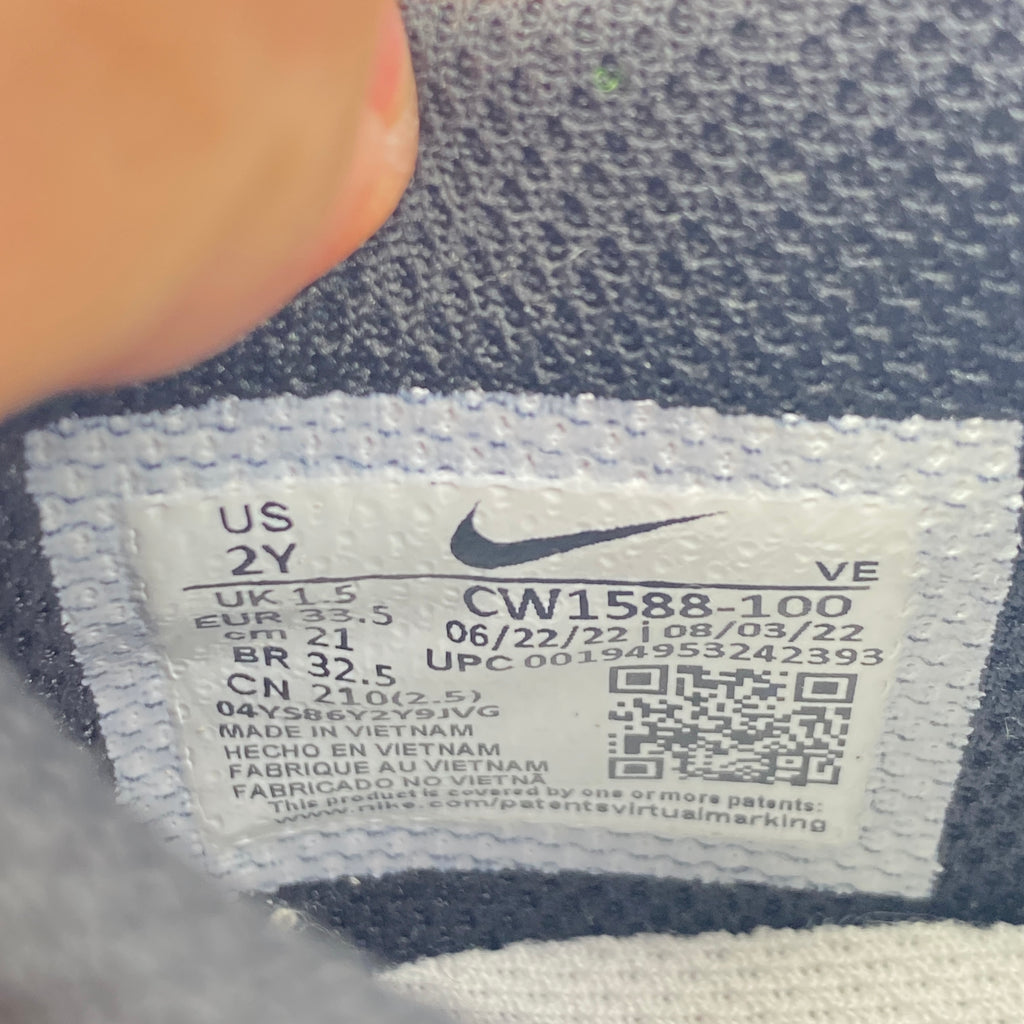 US
2Y
VE
UK 1.5
EUR 33.5
cm 21
BR 32.5
CN 210(2.5)
CW1588-100
06/22/22 i 08/03/22
UPC 00194953242393
04YS86Y2Y9JVG
MADE IN VIETNAM
HECHO EN VIETNAM
FABRIQUE AU VIETNAM
FABRICADO NO VIETNÃ
This product is covered by one or more patents:
www.nike.com/patentsvirtualmarking